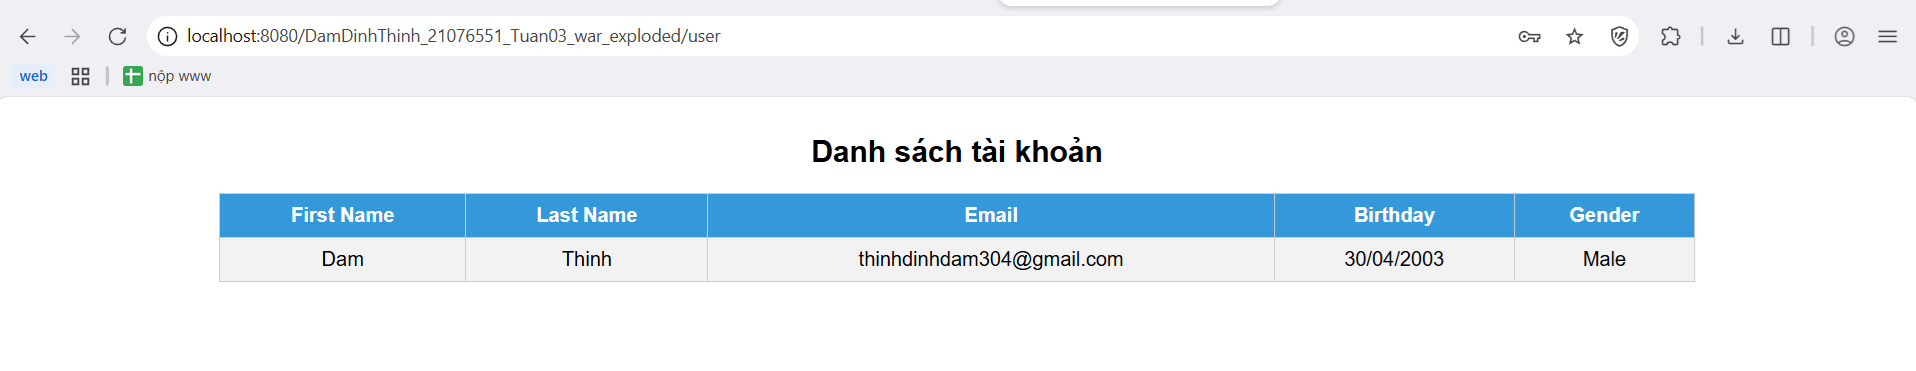 localhost:8080/DamDinhThinh_21076551_Tuan03_war_exploded/user
web nộp www
Danh sách tài khoản
First Name Last Name Email Birthday Gender
Dam Thinh thinhdinhdam304@gmail.com 30/04/2003 Male